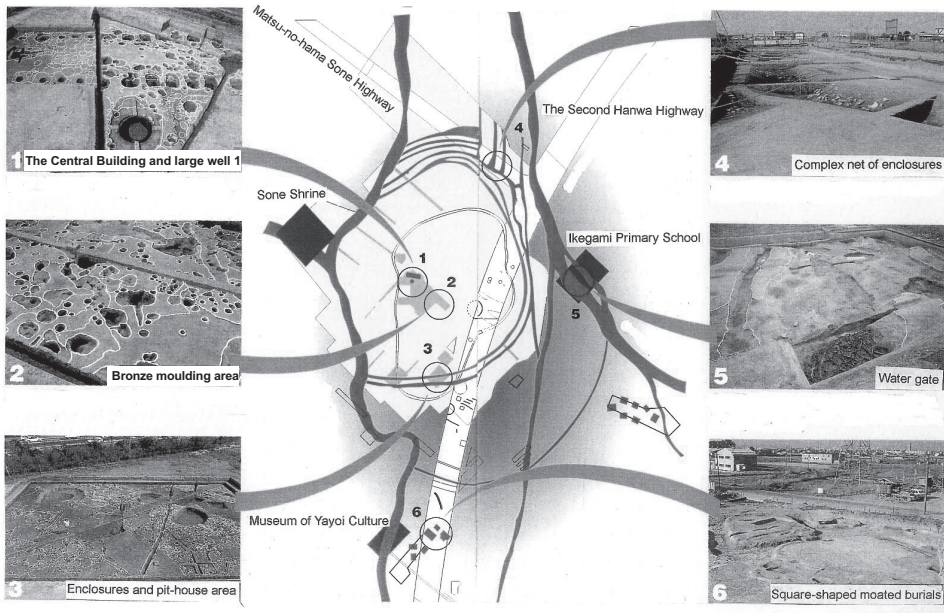 1
The Central Building and large well 1
2
Bronze moulding area
3
Enclosures and pit-house area
Matsu-no-hama Sone Highway
The Second Hanwa Highway
Sone Shrine
Ikegami Primary School
Museum of Yayoi Culture
1
2
3
4
5
6
4
Complex net of enclosures
5
Water gate
6
Square-shaped moated burials